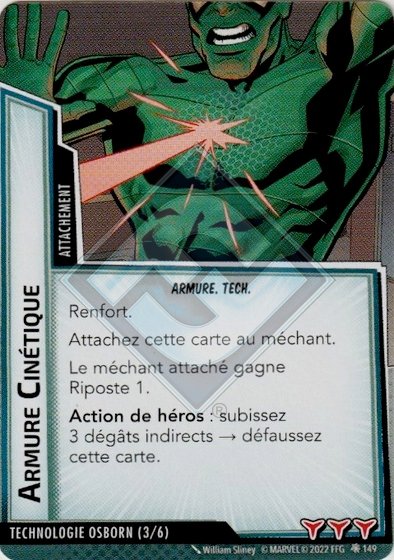 ATTACHEMENT
ARMURE CINÉTIQUE
ARMURE. TECH.
Renfort.
Attachez cette carte au méchant.
Le méchant attaché gagne
Riposte 1.
Action de héros : subissez
3 dégâts indirects → défaussez
cette carte.
TECHNOLOGIE OSBORN (3/6)
William Sliney © MARVEL © 2022 FFG 149